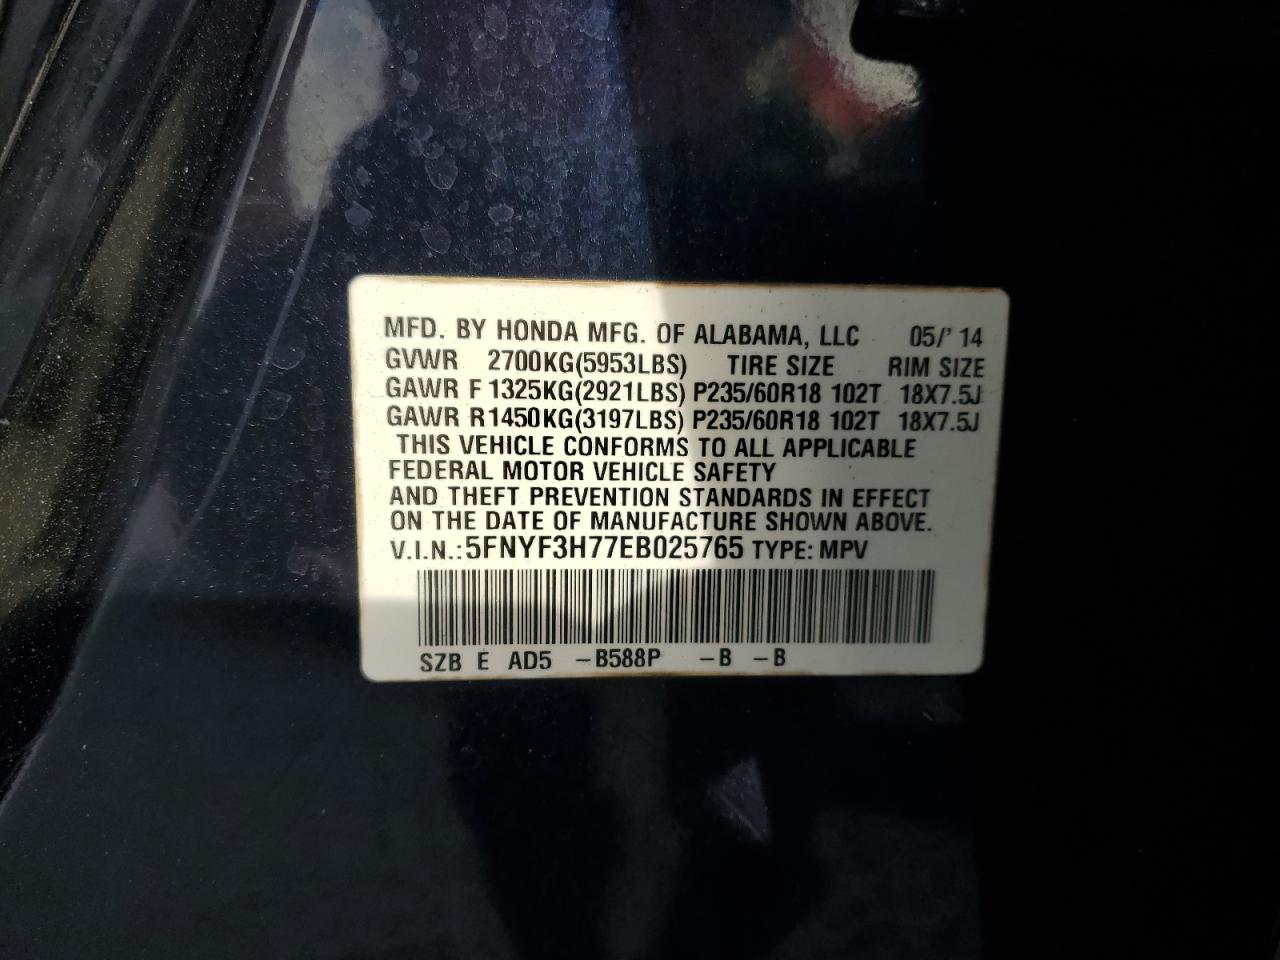 MFD. BY HONDA MFG. OF ALABAMA, LLC 05/'14
GVWR 2700KG(5953LBS) TIRE SIZE RIM SIZE
GAWR F 1325KG(2921LBS) P235/60R18 102T 18X7.5J
GAWR R1450KG(3197LBS) P235/60R18 102T 18X7.5J
THIS VEHICLE CONFORMS TO ALL APPLICABLE
FEDERAL MOTOR VEHICLE SAFETY
AND THEFT PREVENTION STANDARDS IN EFFECT
ON THE DATE OF MANUFACTURE SHOWN ABOVE.
V.I.N.:5FNYF3H77EB025765 TYPE: MPV
SZB E AD5 -B588P -B -B